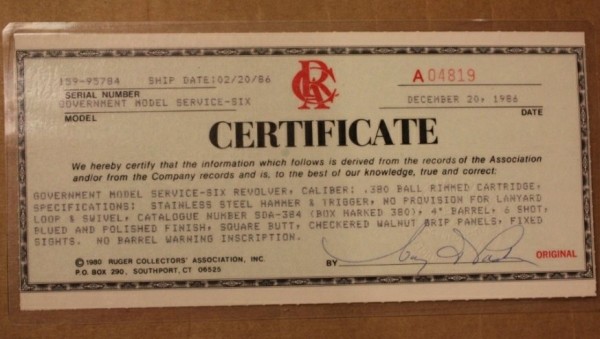 159-95784 SHIP DATE:02/20/86
SERIAL NUMBER
A 04819
GOVERNMENT MODEL SERVICE-SIX
MODEL
DECEMBER 20, 1986
DATE
CERTIFICATE
We hereby certify that the information which follows is derived from the records of the Association
and/or from the Company records and is, to the best of our knowledge, true and correct:
GOVERNMENT MODEL SERVICE-SIX REVOLVER, CALIBER: .380 BALL RIMMED CARTRIDGE,
SPECIFICATIONS: STAINLESS STEEL HAMMER & TRIGGER, NO PROVISION FOR LANYARD
LOOP & SWIVEL, CATALOGUE NUMBER SDA-384 (BOX MARKED 380), 4" BARREL, 6 SHOT,
BLUED AND POLISHED FINISH, SQUARE BUTT, CHECKERED WALNUT GRIP PANELS, FIXED
SIGHTS. NO BARREL WARNING INSCRIPTION.
©1980 RUGER COLLECTORS' ASSOCIATION, INC.
P.O. BOX 290, SOUTHPORT, CT 06525
BY
ORIGINAL